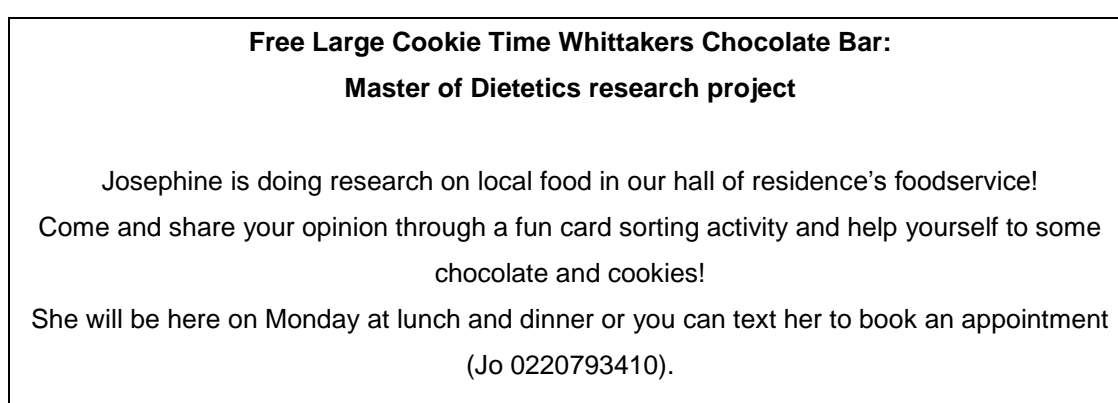 Free Large Cookie Time Whittakers Chocolate Bar:
Master of Dietetics research project
Josephine is doing research on local food in our hall of residence’s foodservice!
Come and share your opinion through a fun card sorting activity and help yourself to some
chocolate and cookies!
She will be here on Monday at lunch and dinner or you can text her to book an appointment
(Jo 0220793410).